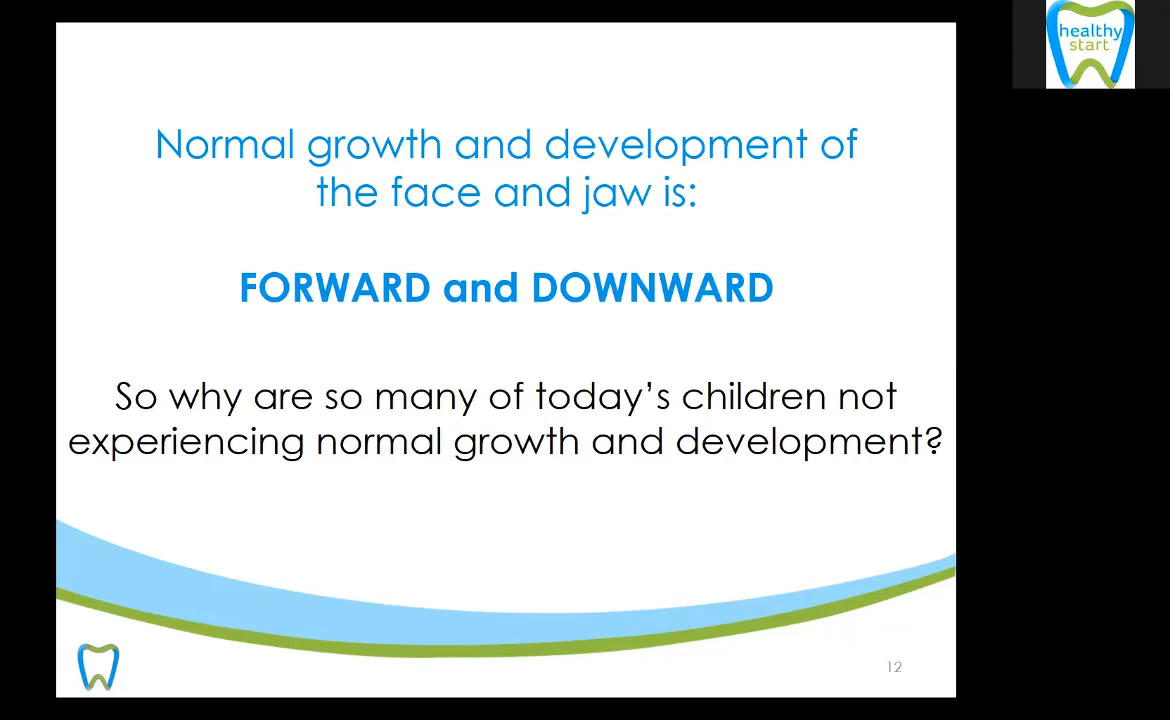 healthy
start
Normal growth and development of
the face and jaw is:
FORWARD and DOWNWARD
So why are so many of today’s children not
experiencing normal growth and development?
12